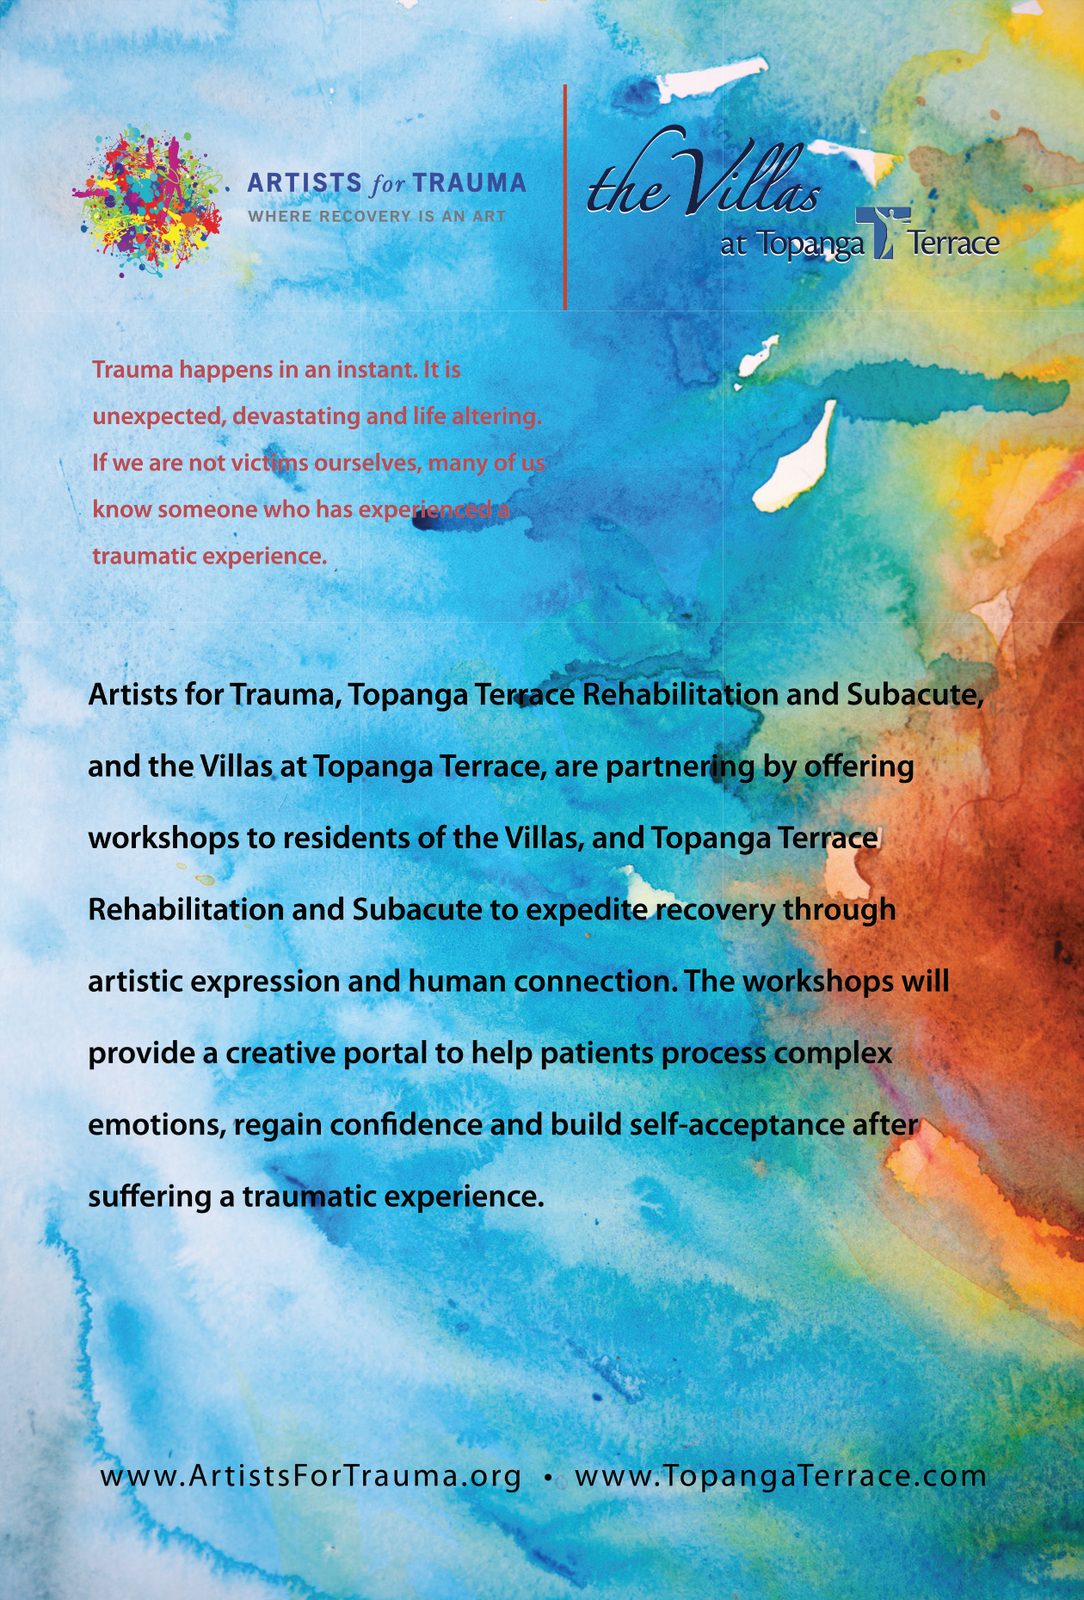 ARTISTS for TRAUMA
WHERE RECOVERY IS AN ART
the Villas
at Topanga Terrace
Trauma happens in an instant. It is
unexpected, devastating and life altering.
If we are not victims ourselves, many of us
know someone who has experienced a
traumatic experience.
Artists for Trauma, Topanga Terrace Rehabilitation and Subacute,
and the Villas at Topanga Terrace, are partnering by offering
workshops to residents of the Villas, and Topanga Terrace
Rehabilitation and Subacute to expedite recovery through
artistic expression and human connection. The workshops will
provide a creative portal to help patients process complex
emotions, regain confidence and build self-acceptance after
suffering a traumatic experience.
www.ArtistsForTrauma.org • www.TopangaTerrace.com